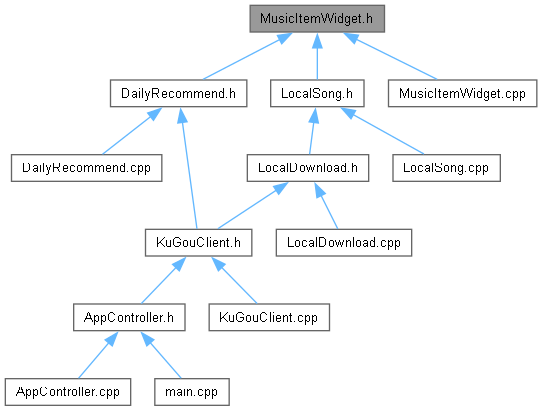 MusicItemWidget.h
DailyRecommend.h
LocalSong.h
MusicItemWidget.cpp
DailyRecommend.cpp
LocalDownload.h
LocalSong.cpp
KuGouClient.h
LocalDownload.cpp
AppController.h
KuGouClient.cpp
AppController.cpp
main.cpp